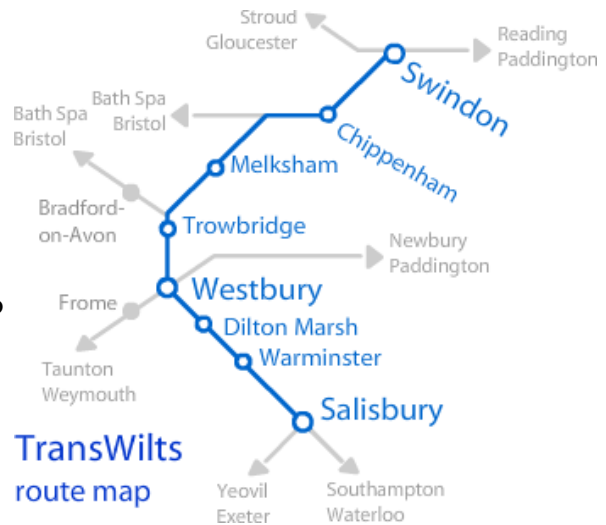 Stroud
Gloucester
Reading
Paddington
Swindon
Bath Spa
Bristol
Chippenham
Bath Spa
Bristol
Melksham
Bradford-
on-Avon
Trowbridge
Newbury
Paddington
Westbury
Frome
Dilton Marsh
Warminster
Taunton
Weymouth
Salisbury
TransWilts
route map
Yeovil
Exeter
Southampton
Waterloo